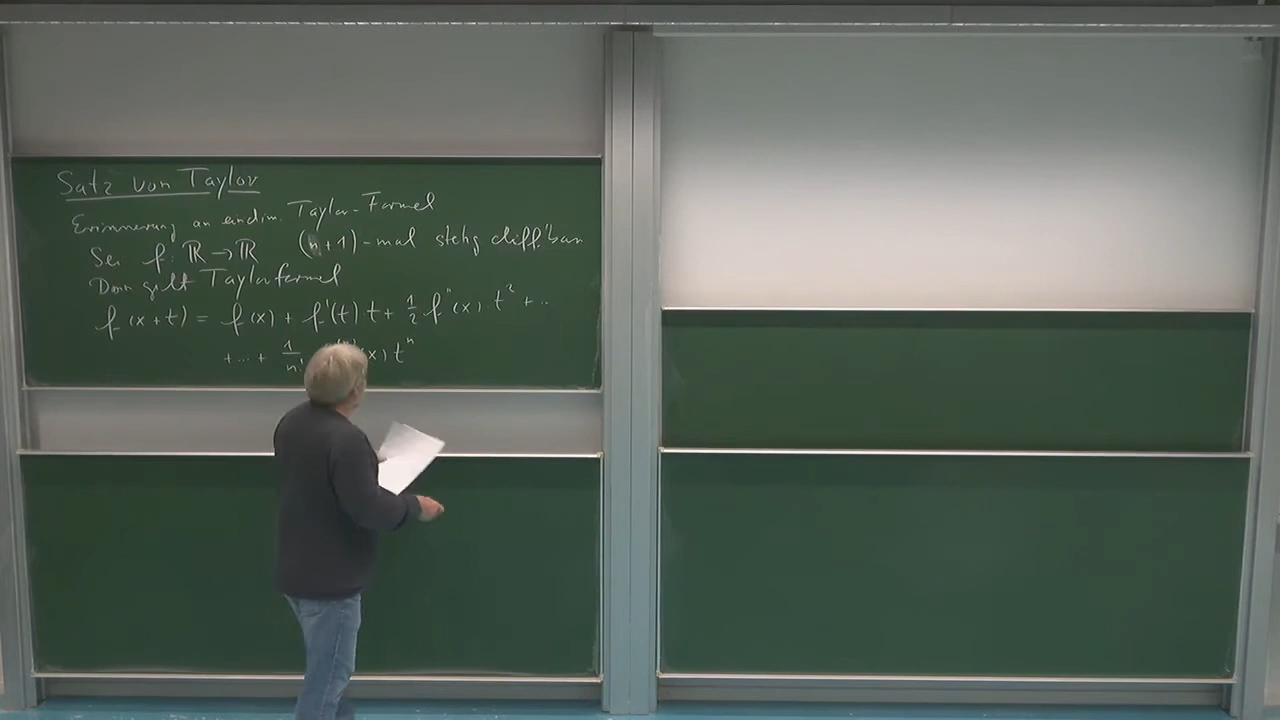 Satz von Taylor
Erinnerung an eindim. Taylor-Formel
Sei f: ℝ → ℝ (n+1)-mal stetig diff'bar
Dann gilt Taylorformel
f(x+t) = f(x) + f'(t) t + 1/2 f''(x) · t² + ...
+ ... + 1/n! (x) tⁿ